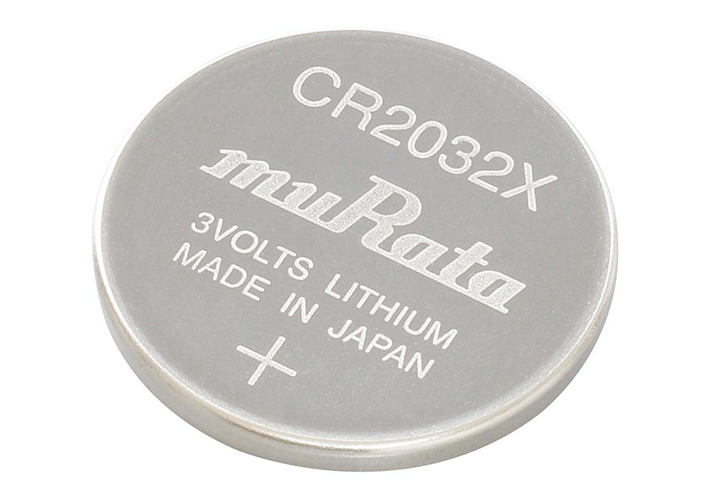 CR2032X
muRata
3VOLTS LITHIUM
MADE IN JAPAN
+